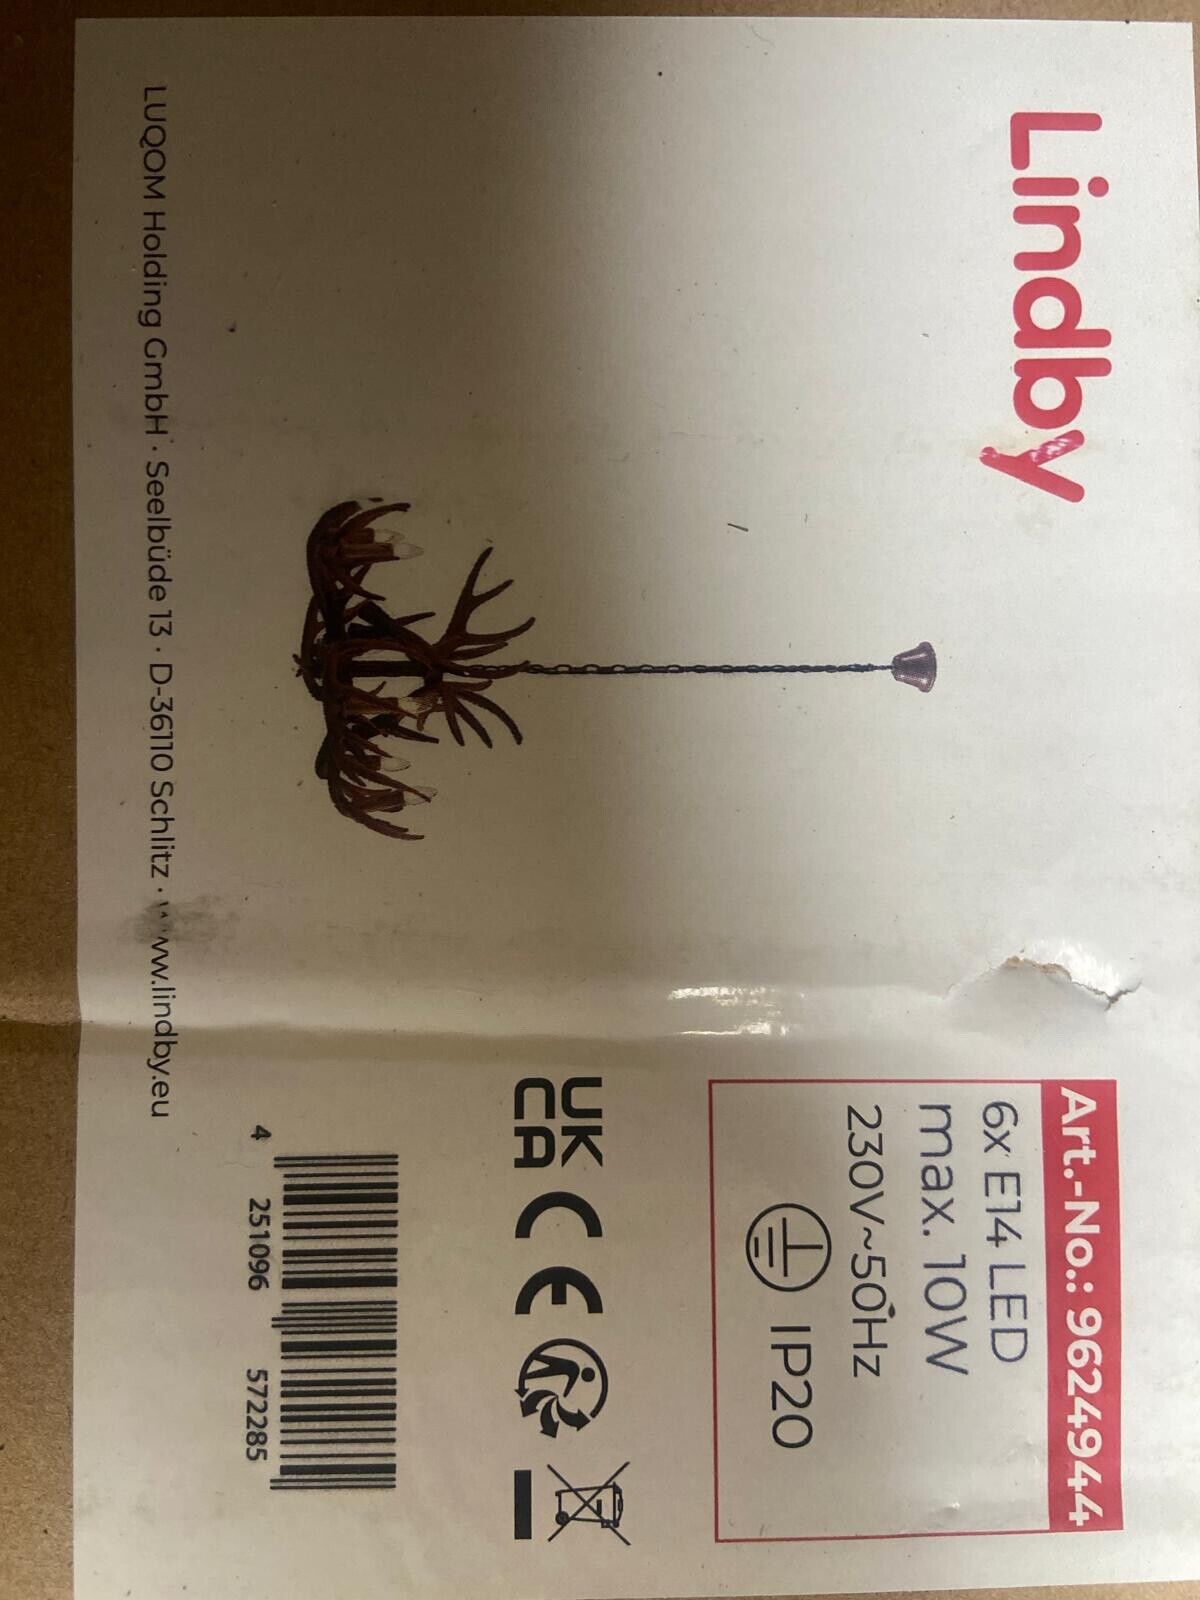 Lindby
Art.-No.: 9624944
6x E14 LED
max. 10W
230V~50Hz
IP20
UK
CA
CE
4 251096 572285
LUQOM Holding GmbH · Seelbüde 13 · D-36110 Schlitz · www.lindby.eu